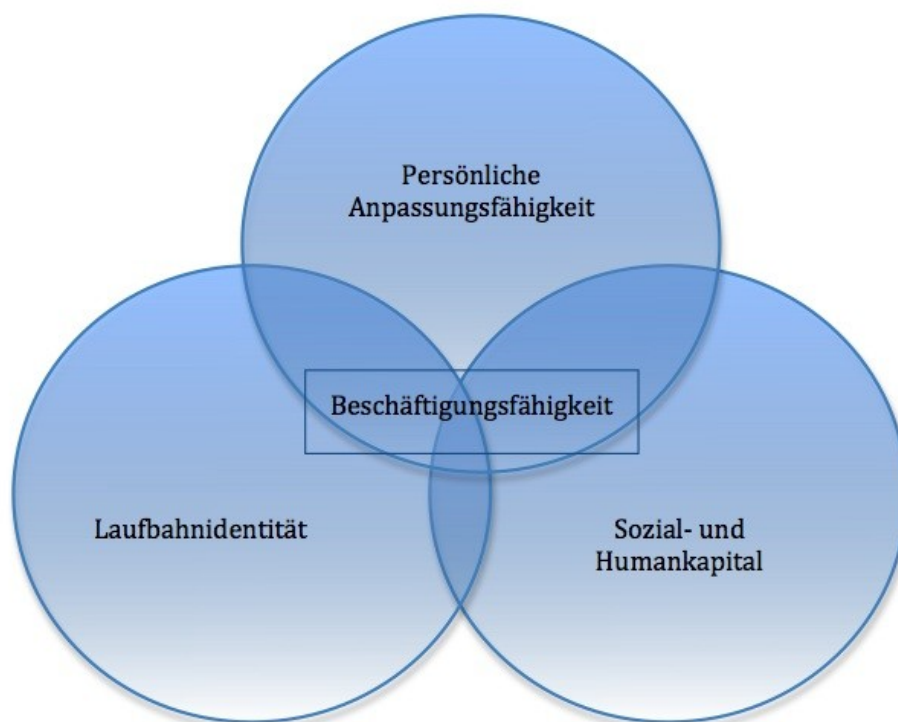 Persönliche
Anpassungsfähigkeit
Beschäftigungsfähigkeit
Laufbahnidentität
Sozial- und
Humankapital